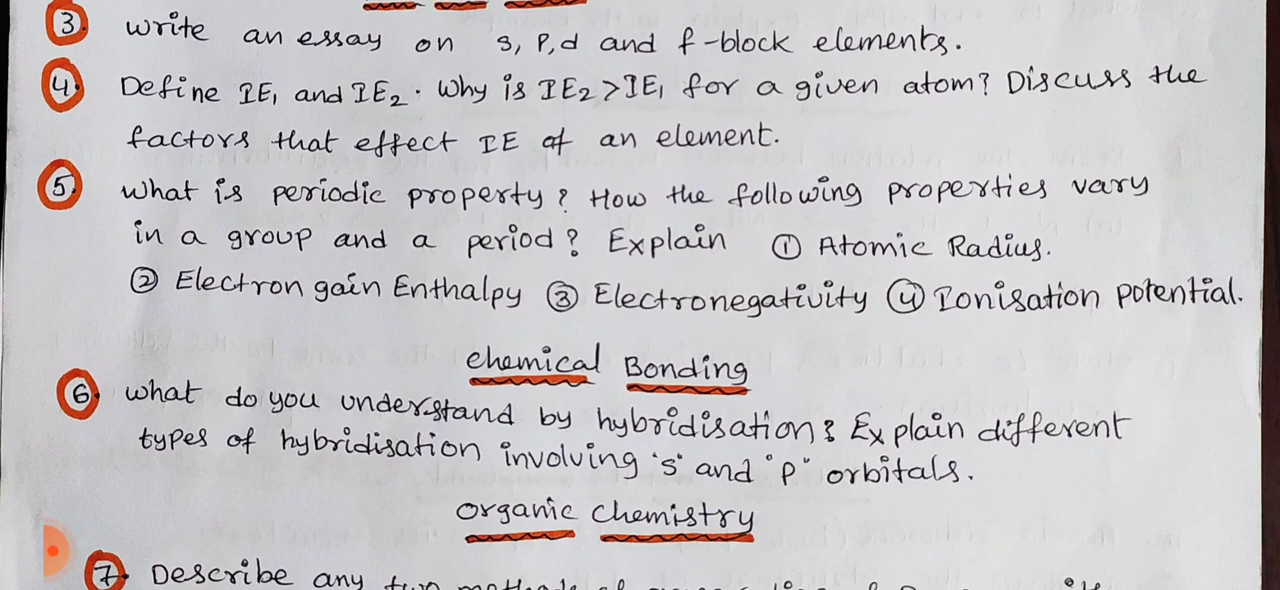 3. Write an essay on s, p, d and f-block elements.
4. Define IE₁ and IE₂. Why is IE₂>IE₁ for a given atom? Discuss the
factors that effect IE of an element.
5. What is periodic property? How the following properties vary
in a group and a period? Explain ① Atomic Radius.
② Electron gain Enthalpy ③ Electronegativity ④ Ionisation potential.
chemical Bonding
6. what do you understand by hybridisation? Explain different
types of hybridisation involving 's' and "p" orbitals.
Organic chemistry
7. Describe any two methods of